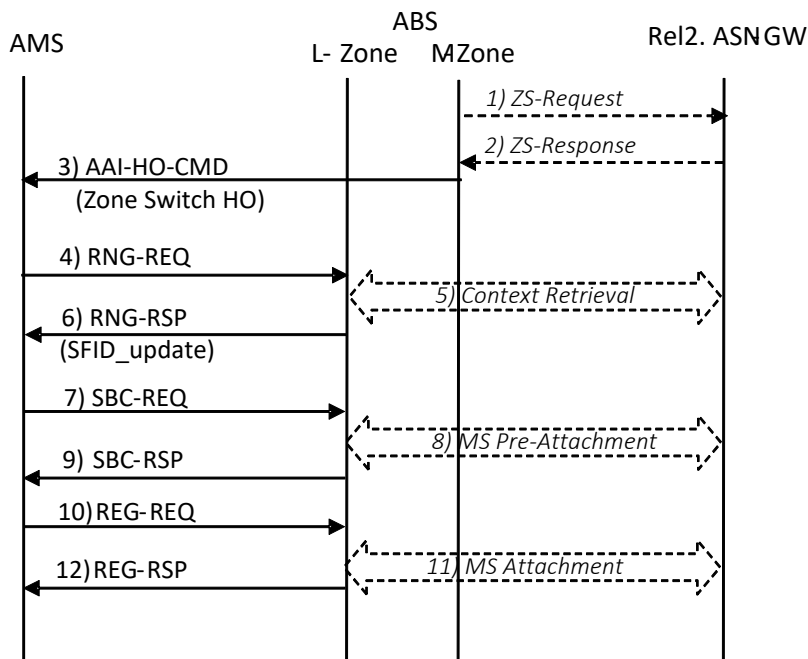 ABS
AMS
L- Zone
MZone
Rel2. ASNGW
1) ZS-Request
2) ZS-Response
3) AAI-HO-CMD
(Zone Switch HO)
4) RNG-REQ
5) Context Retrieval
6) RNG-RSP
(SFID_update)
7) SBC-REQ
8) MS Pre-Attachment
9) SBC-RSP
10) REG-REQ
11) MS Attachment
12) REG-RSP